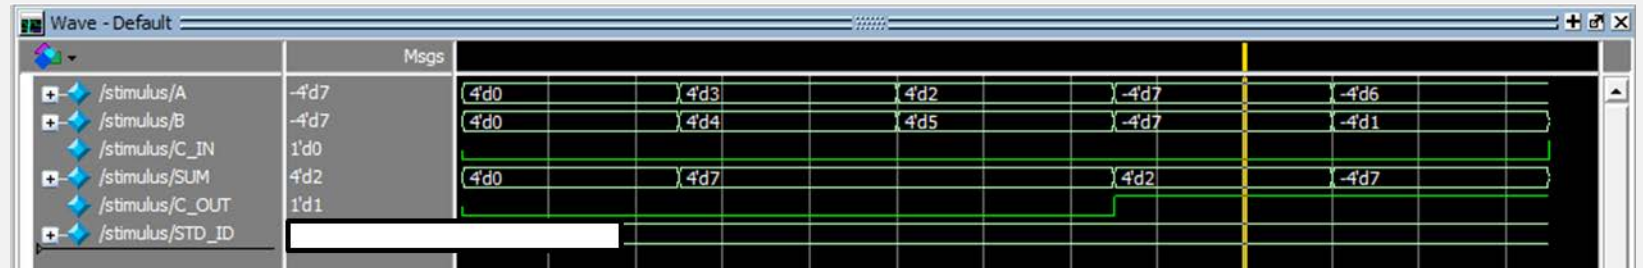 Wave - Default
Msgs
/stimulus/A -4'd7 4'd0 4'd3 4'd2 -4'd7 -4'd6
/stimulus/B -4'd7 4'd0 4'd4 4'd5 -4'd7 -4'd1
/stimulus/C_IN 1'd0
/stimulus/SUM 4'd2 4'd0 4'd7 4'd2 -4'd7
/stimulus/C_OUT 1'd1
/stimulus/STD_ID